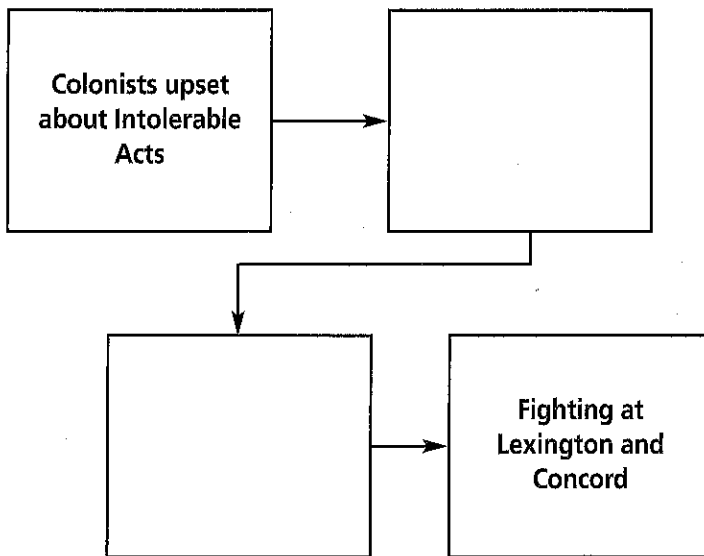 Colonists upset
about Intolerable
Acts
Fighting at
Lexington and
Concord